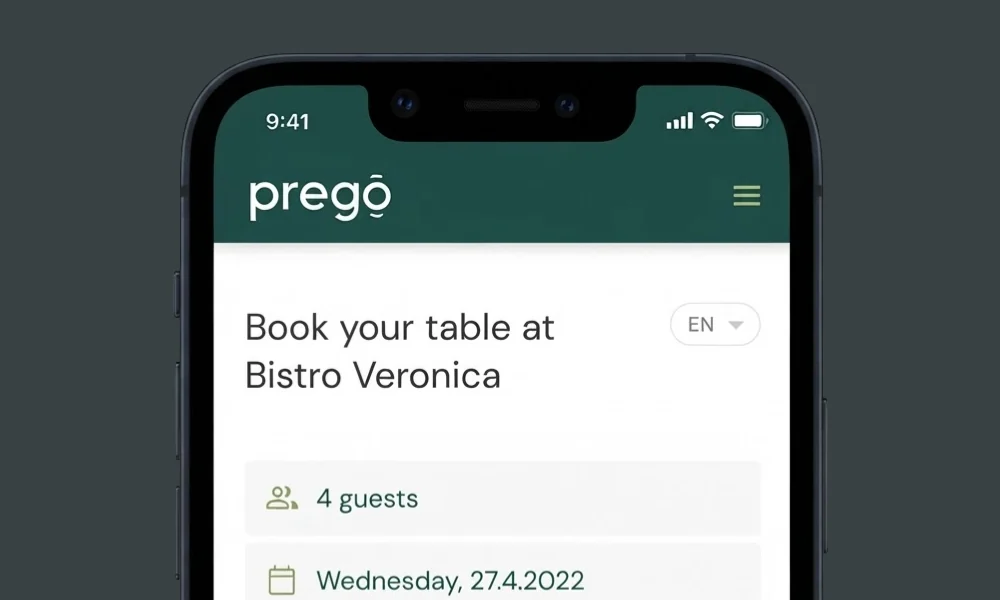 9:41
pregō
Book your table at
Bistro Veronica
EN
4 guests
Wednesday, 27.4.2022